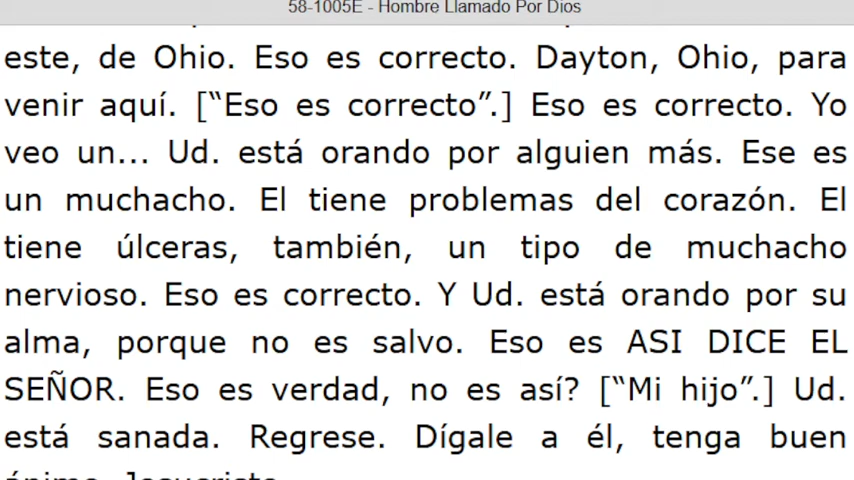 58-1005E - Hombre Llamado Por Dios
este, de Ohio. Eso es correcto. Dayton, Ohio, para
venir aquí. [“Eso es correcto”.] Eso es correcto. Yo
veo un... Ud. está orando por alguien más. Ese es
un muchacho. El tiene problemas del corazón. El
tiene úlceras, también, un tipo de muchacho
nervioso. Eso es correcto. Y Ud. está orando por su
alma, porque no es salvo. Eso es ASI DICE EL
SEÑOR. Eso es verdad, no es así? [“Mi hijo”.] Ud.
está sanada. Regrese. Dígale a él, tenga buen
ánimo. Jesucristo